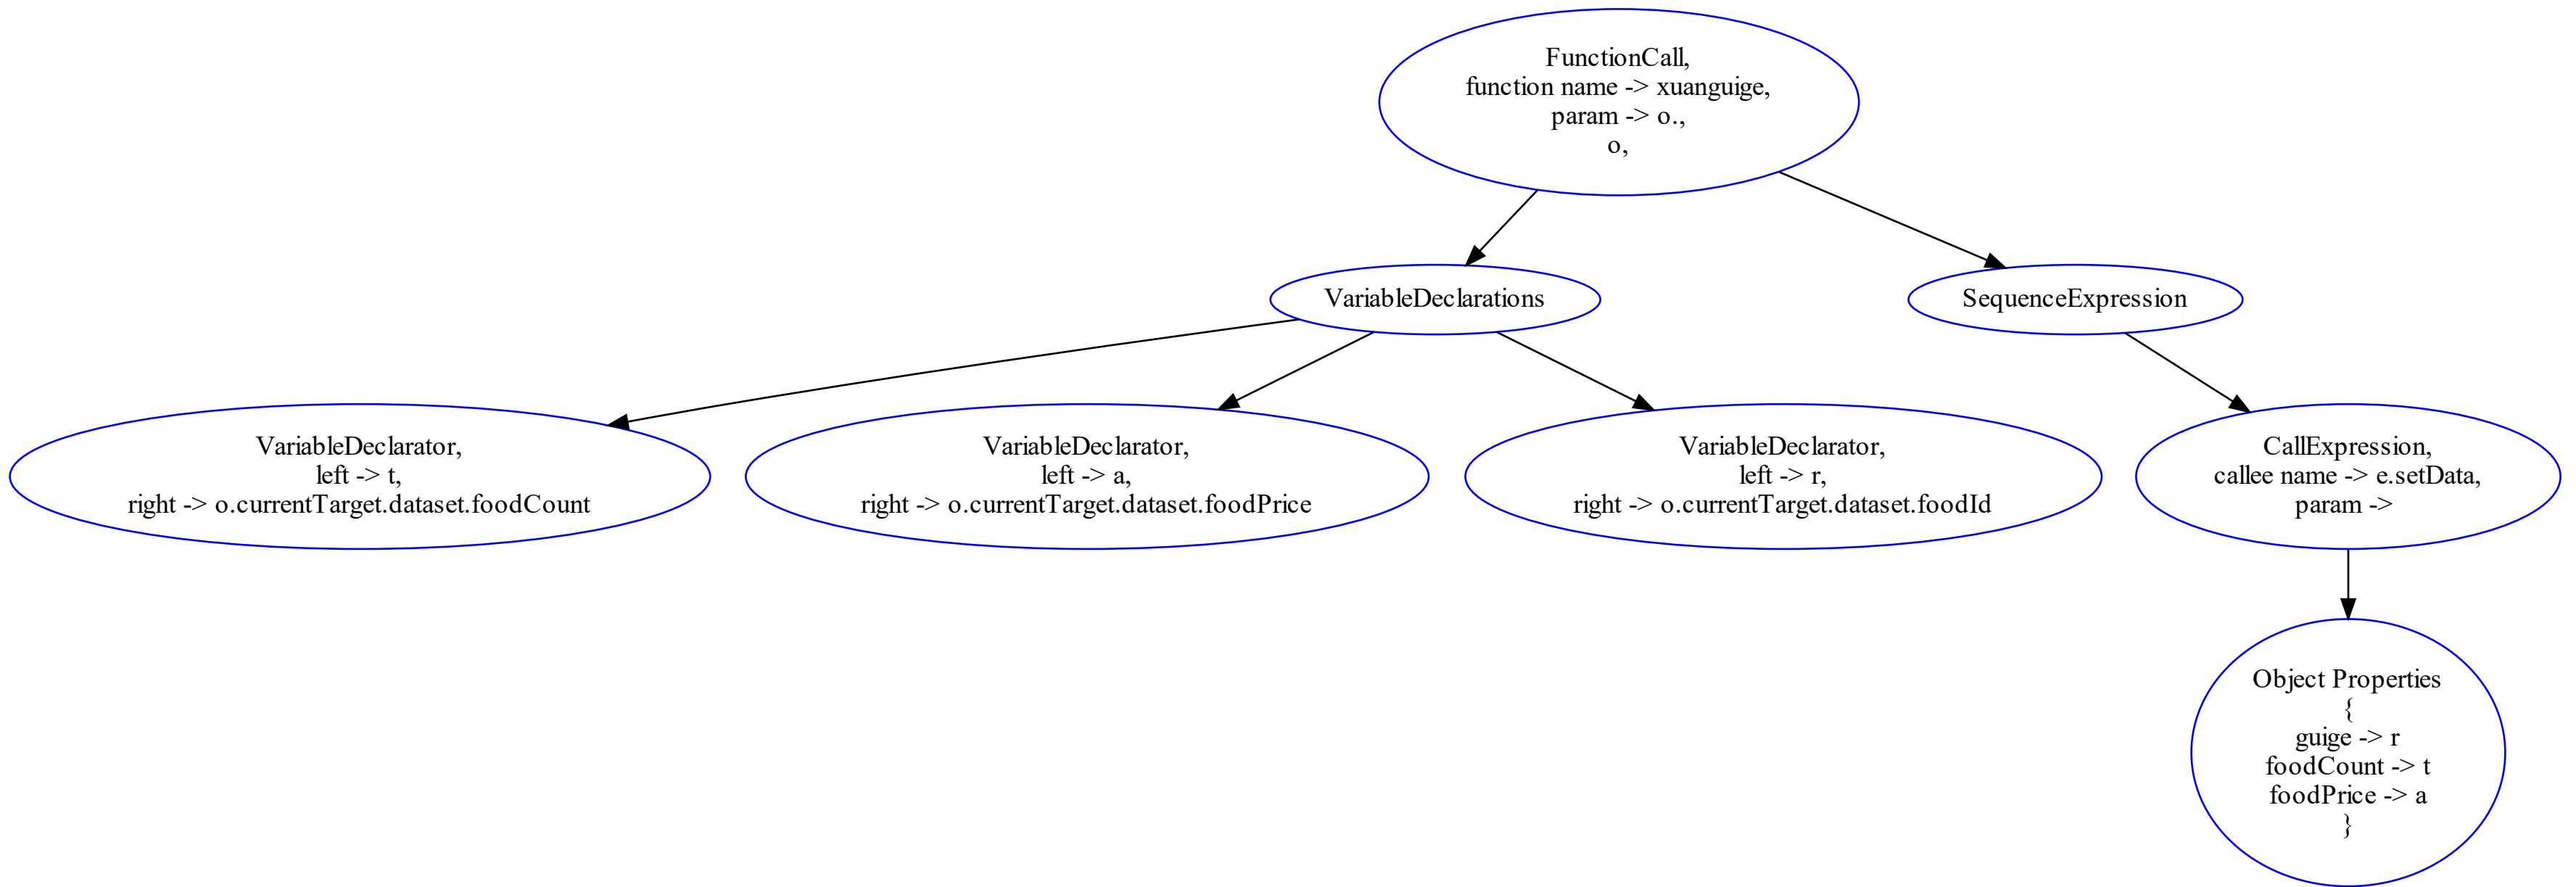 FunctionCall,
function name -> xuanguige,
param -> o.,
o,
VariableDeclarations
SequenceExpression
VariableDeclarator,
left -> t,
right -> o.currentTarget.dataset.foodCount
VariableDeclarator,
left -> a,
right -> o.currentTarget.dataset.foodPrice
VariableDeclarator,
left -> r,
right -> o.currentTarget.dataset.foodId
CallExpression,
callee name -> e.setData,
param ->
Object Properties
{
guige -> r
foodCount -> t
foodPrice -> a
}